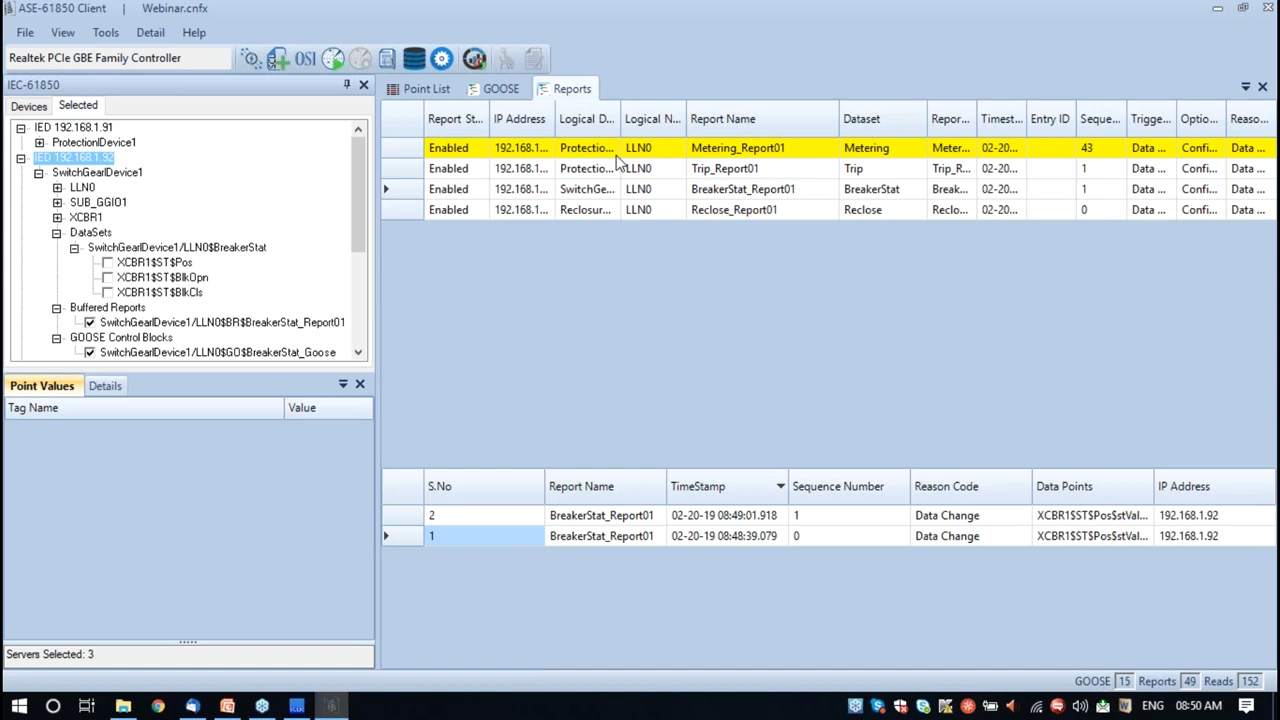 ASE-61850 Client | Webinar.cnfx
File View Tools Detail Help
Realtek PCIe GBE Family Controller OSI
IEC-61850
Devices Selected
IED 192.168.1.91
ProtectionIDevice1
IED 192.168.1.92
SwitchGearIDevice1
LLN0
SUB_GGIO1
XCBR1
DataSets
SwitchGearIDevice1/LLN0$BreakerStat
XCBR1$ST$Pos
XCBR1$ST$BlkOpn
XCBR1$ST$BlkCls
Buffered Reports
SwitchGearIDevice1/LLN0$BR$BreakerStat_Report01
GOOSE Control Blocks
SwitchGearIDevice1/LLN0$GO$BreakerStat_Goose
Point Values Details
Tag Name Value
Servers Selected: 3
Point List GOOSE Reports
Report St... IP Address Logical D... Logical N... Report Name Dataset Repor... Timest... Entry ID Seque... Trigge... Optio... Reaso...
Enabled 192.168.1... Protectio... LLN0 Metering_Report01 Metering Meter... 02-20... 43 Data ... Confi... Data ...
Enabled 192.168.1... Protectio... LLN0 Trip_Report01 Trip Trip_R... 02-20... 1 Data ... Confi... Data ...
Enabled 192.168.1... SwitchGe... LLN0 BreakerStat_Report01 BreakerStat Break... 02-20... 1 Data ... Confi... Data ...
Enabled 192.168.1... Reclosur... LLN0 Reclose_Report01 Reclose Reclo... 02-20... 0 Data ... Confi... Data ...
S.No Report Name TimeStamp Sequence Number Reason Code Data Points IP Address
2 BreakerStat_Report01 02-20-19 08:49:01.918 1 Data Change XCBR1$ST$Pos$stVal... 192.168.1.92
1 BreakerStat_Report01 02-20-19 08:48:39.079 0 Data Change XCBR1$ST$Pos$stVal... 192.168.1.92
GOOSE 15 Reports 49 Reads 152
ENG 08:50 AM